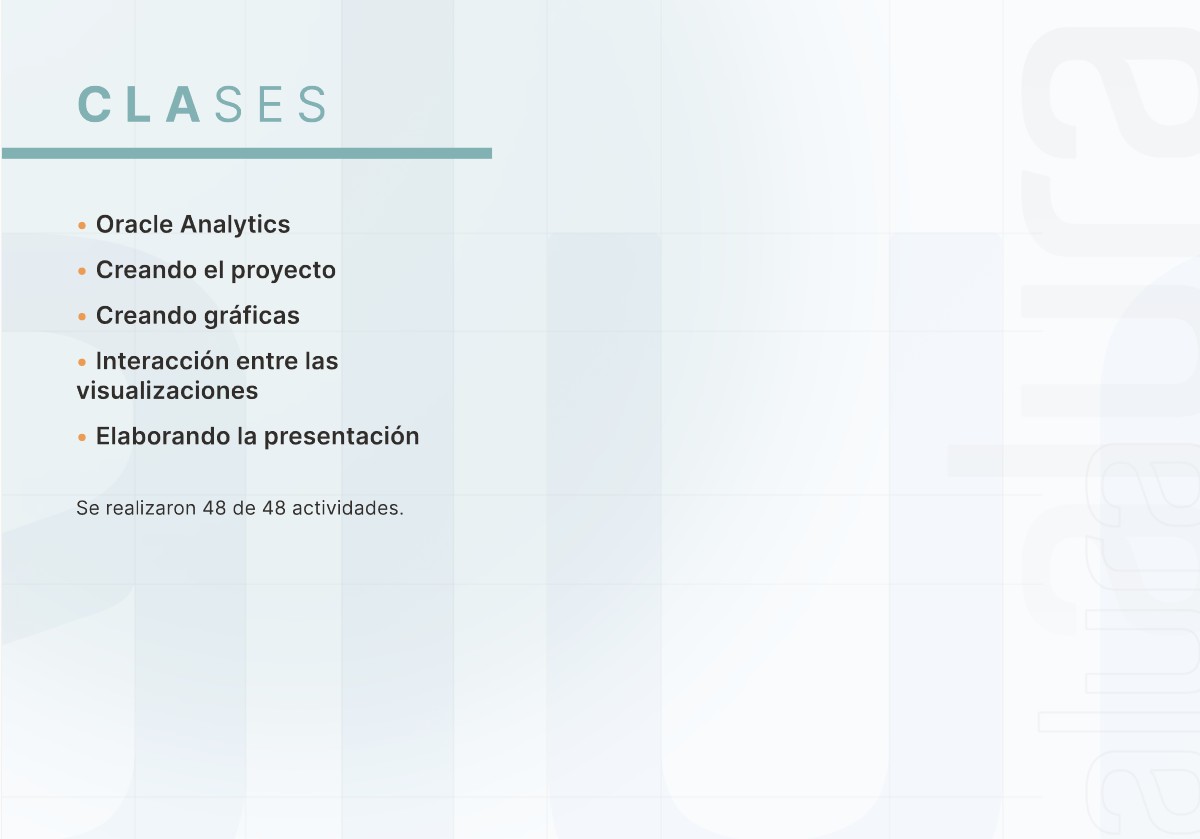 CLASES
• Oracle Analytics
• Creando el proyecto
• Creando gráficas
• Interacción entre las
visualizaciones
• Elaborando la presentación
Se realizaron 48 de 48 actividades.
alura
alura